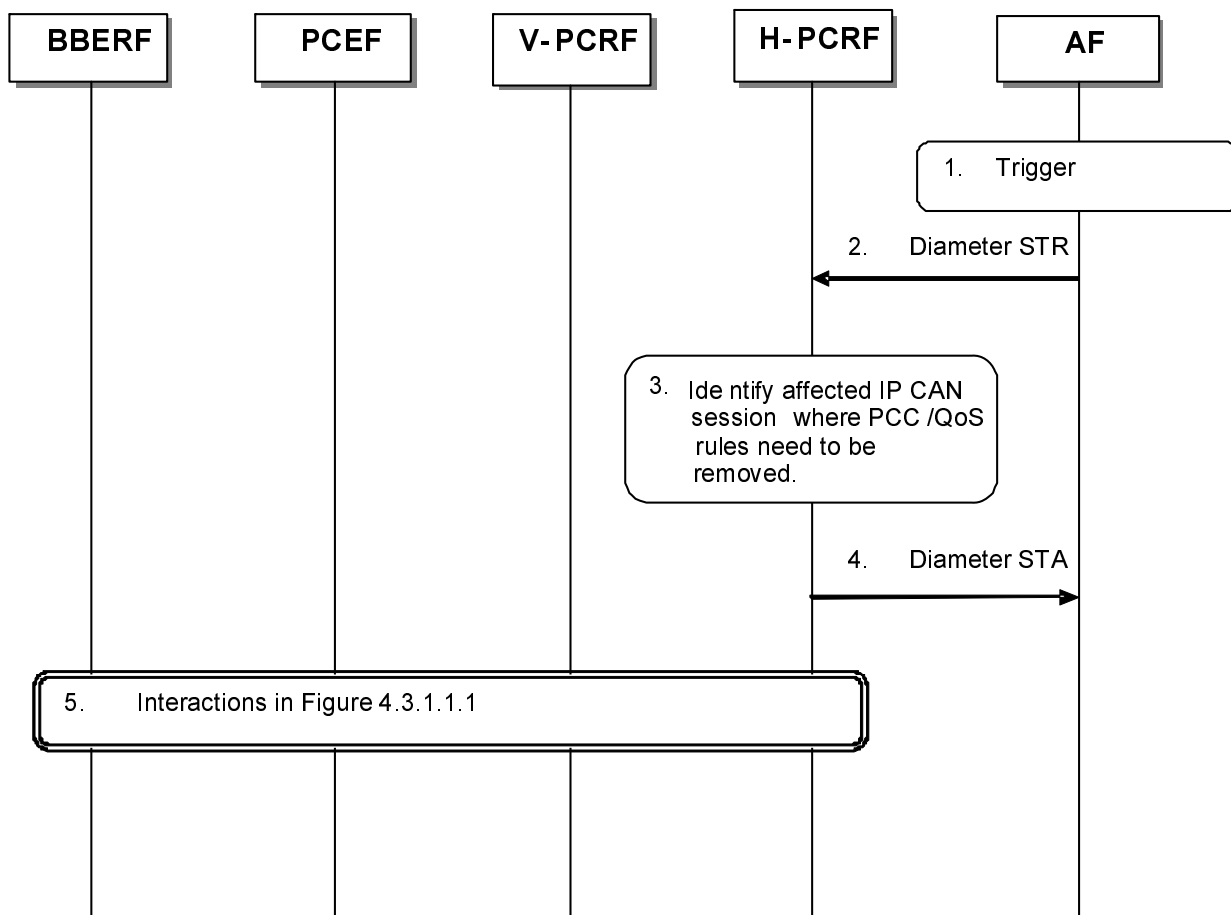 BBERF
PCEF
V-PCRF
H-PCRF
AF
1. Trigger
2. Diameter STR
3. Ide ntify affected IP CAN
session where PCC /QoS
rules need to be
removed.
4. Diameter STA
5. Interactions in Figure 4.3.1.1.1